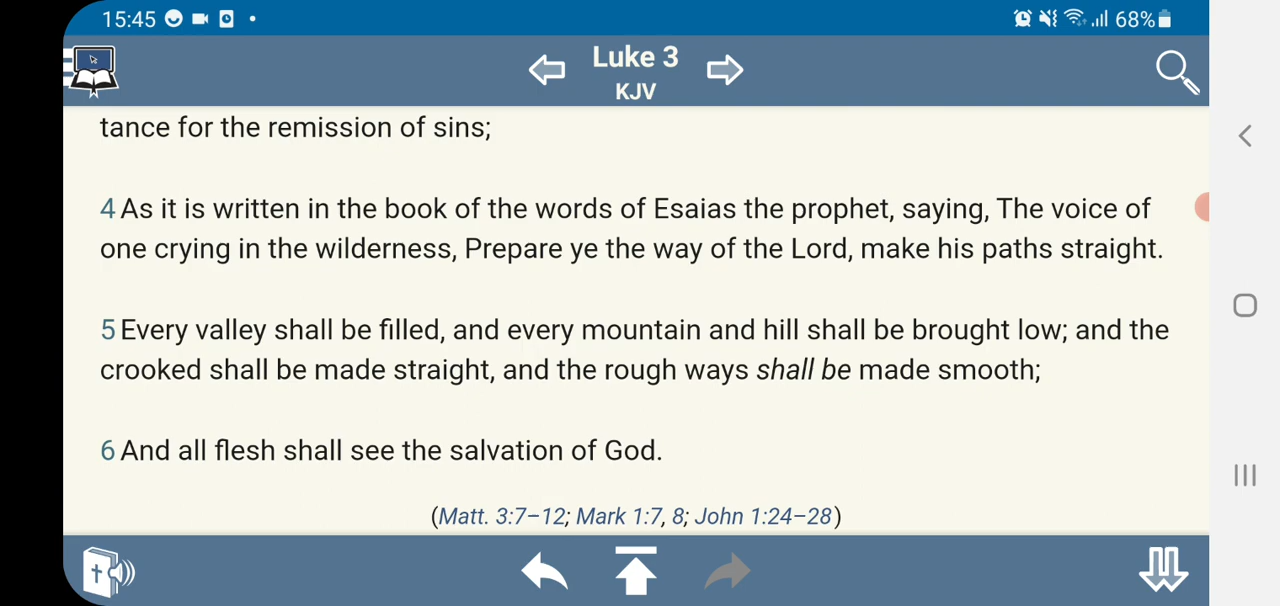 15:45
68%
Luke 3
KJV
tance for the remission of sins;
4 As it is written in the book of the words of Esaias the prophet, saying, The voice of
one crying in the wilderness, Prepare ye the way of the Lord, make his paths straight.
5 Every valley shall be filled, and every mountain and hill shall be brought low; and the
crooked shall be made straight, and the rough ways shall be made smooth;
6 And all flesh shall see the salvation of God.
(Matt. 3:7–12; Mark 1:7, 8; John 1:24–28)